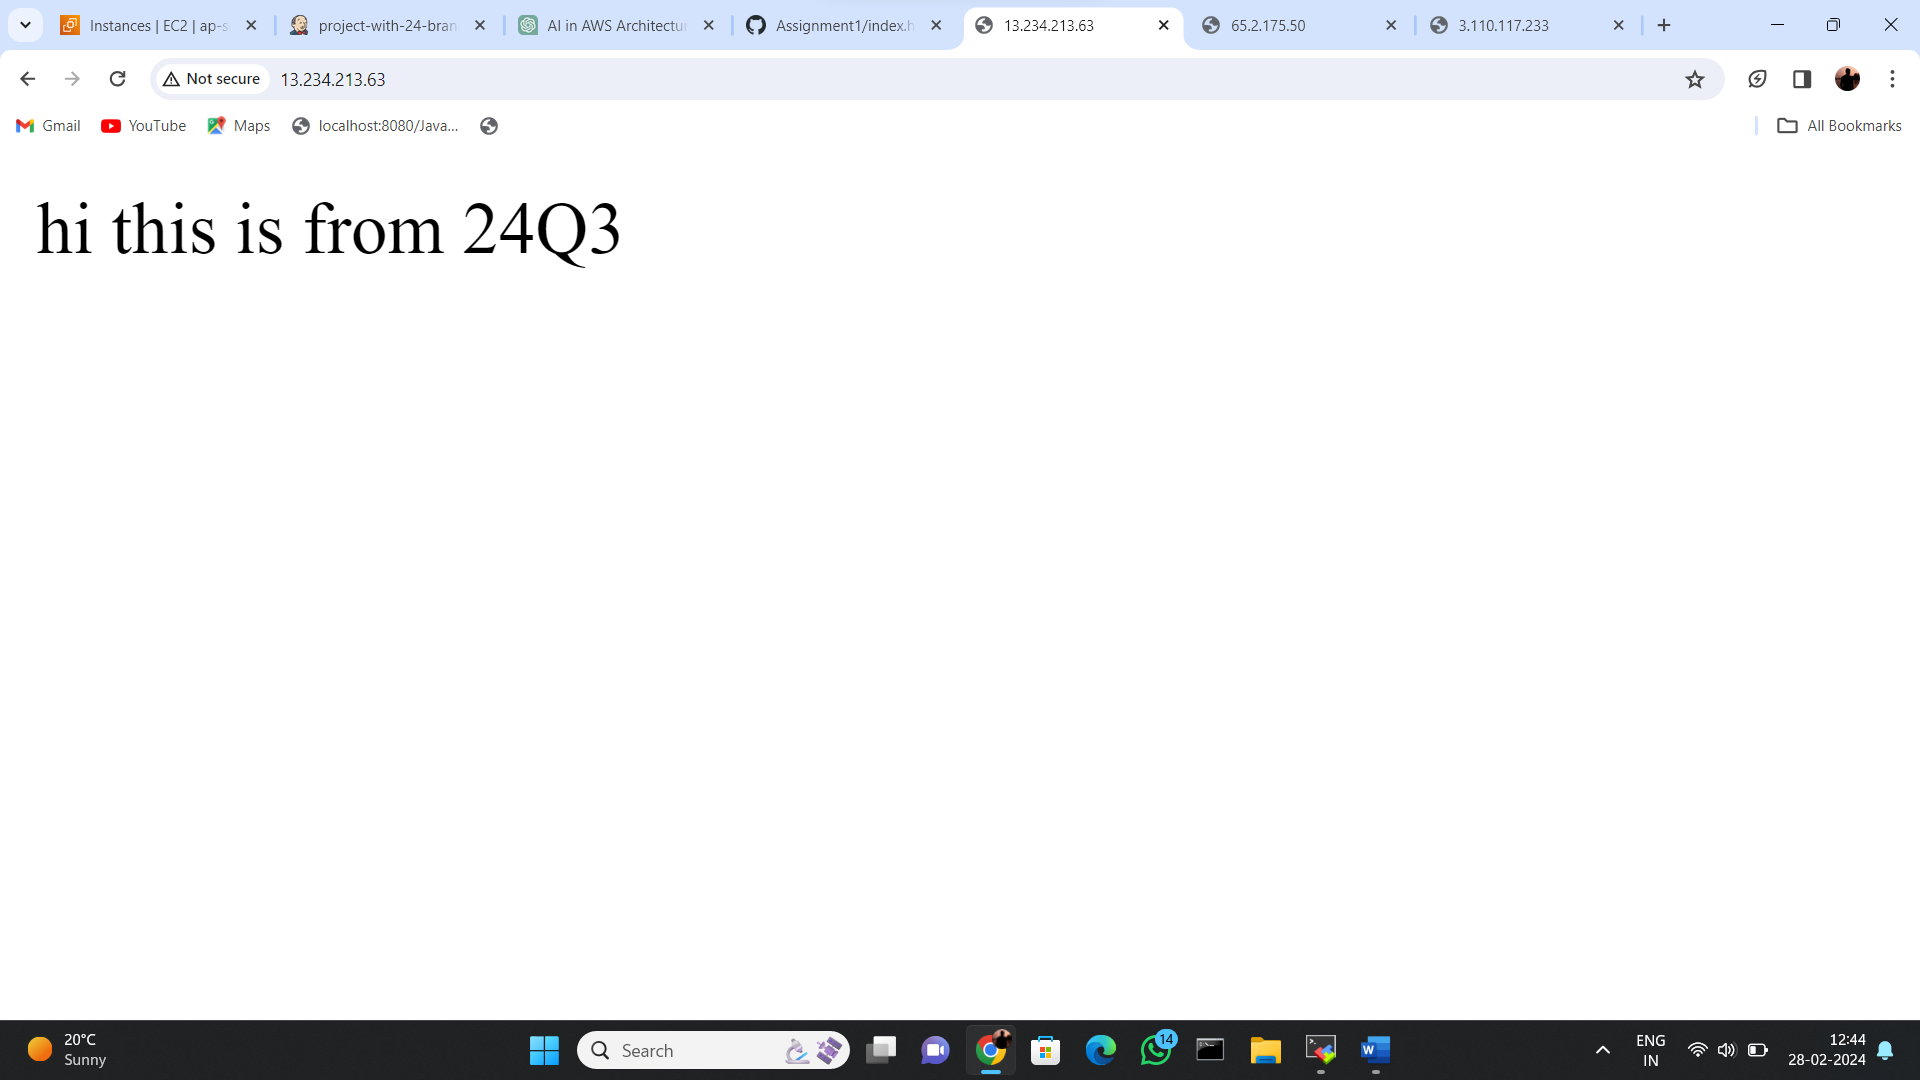 Instances | EC2 | ap-s
project-with-24-bran
AI in AWS Architectur
Assignment1/index.h
13.234.213.63
65.2.175.50
3.110.117.233
Not secure
13.234.213.63
Gmail
YouTube
Maps
localhost:8080/Java...
All Bookmarks
hi this is from 24Q3
20°C
Sunny
Search
14
ENG
IN
12:44
28-02-2024